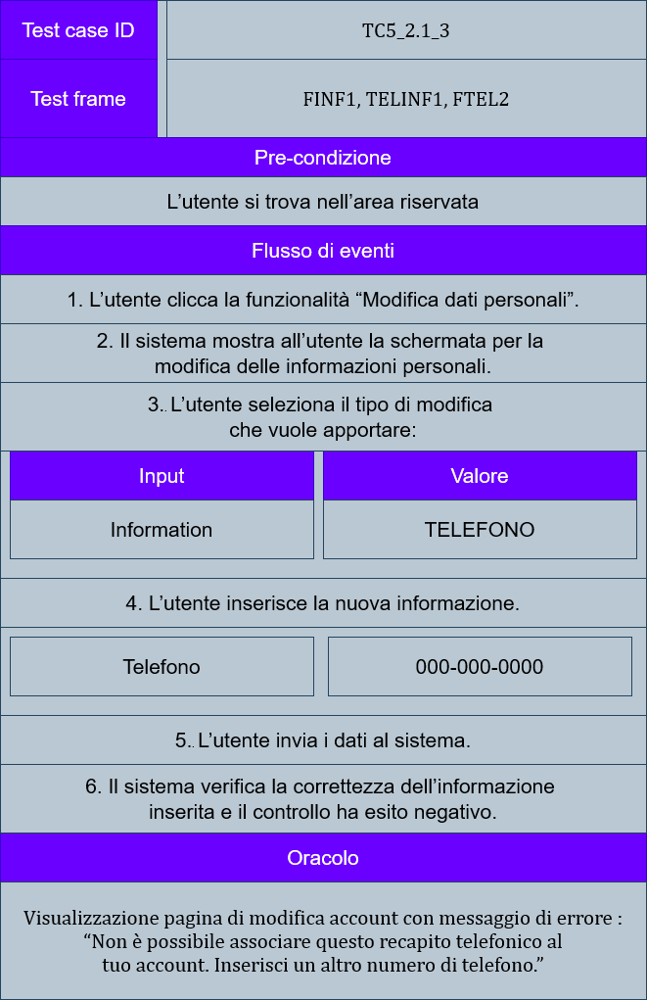 Test case ID
TC5_2.1_3
Test frame
FINF1, TELINF1, FTEL2
Pre-condizione
L’utente si trova nell’area riservata
Flusso di eventi
1. L’utente clicca la funzionalità “Modifica dati personali”.
2. Il sistema mostra all’utente la schermata per la
modifica delle informazioni personali.
3.. L’utente seleziona il tipo di modifica
che vuole apportare:
Input
Valore
Information
TELEFONO
4. L’utente inserisce la nuova informazione.
Telefono
000-000-0000
5.. L’utente invia i dati al sistema.
6. Il sistema verifica la correttezza dell’informazione
inserita e il controllo ha esito negativo.
Oracolo
Visualizzazione pagina di modifica account con messaggio di errore :
“Non è possibile associare questo recapito telefonico al
tuo account. Inserisci un altro numero di telefono.”